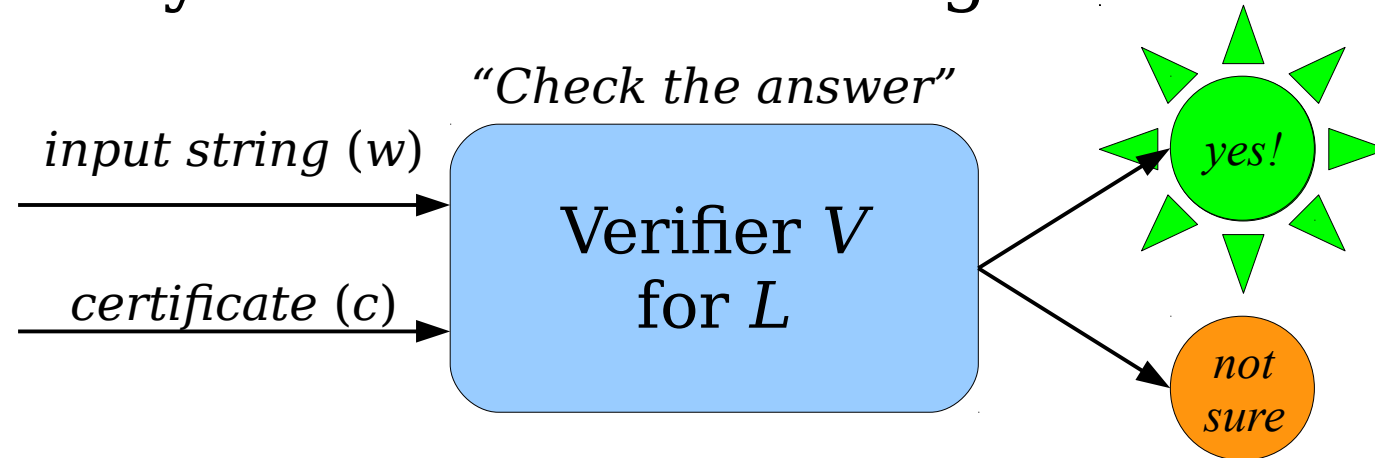 “Check the answer”
input string (w)
yes!
Verifier V
for L
certificate (c)
not
sure